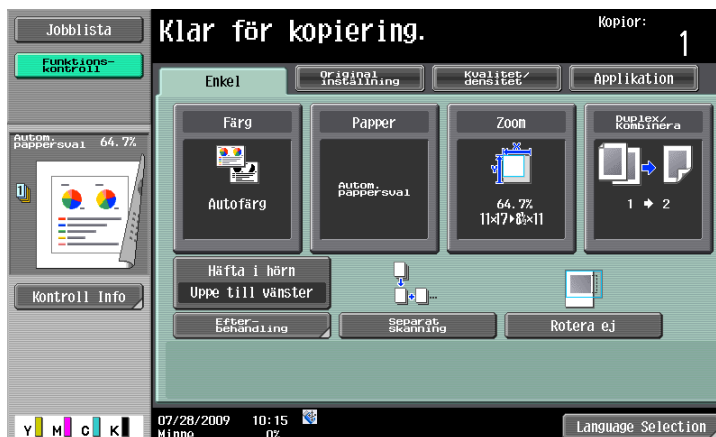 Jobblista
Funktions-
kontroll
Klar för kopiering.
Kopior:
1
Enkel
Original
inställning
Kvalitet/
densitet
Applikation
Autom.
pappersval
64.7%
1
Kontroll Info
Färg
Autofärg
Papper
Autom.
pappersval
Zoom
64.7%
11×17▸8½×11
Duplex/
Kombinera
1 ➡ 2
Häfta i hörn
Uppe till vänster
Efter-
behandling
Separat
skanning
Rotera ej
Y M C K
07/28/2009 10:15
Minne 0%
Language Selection